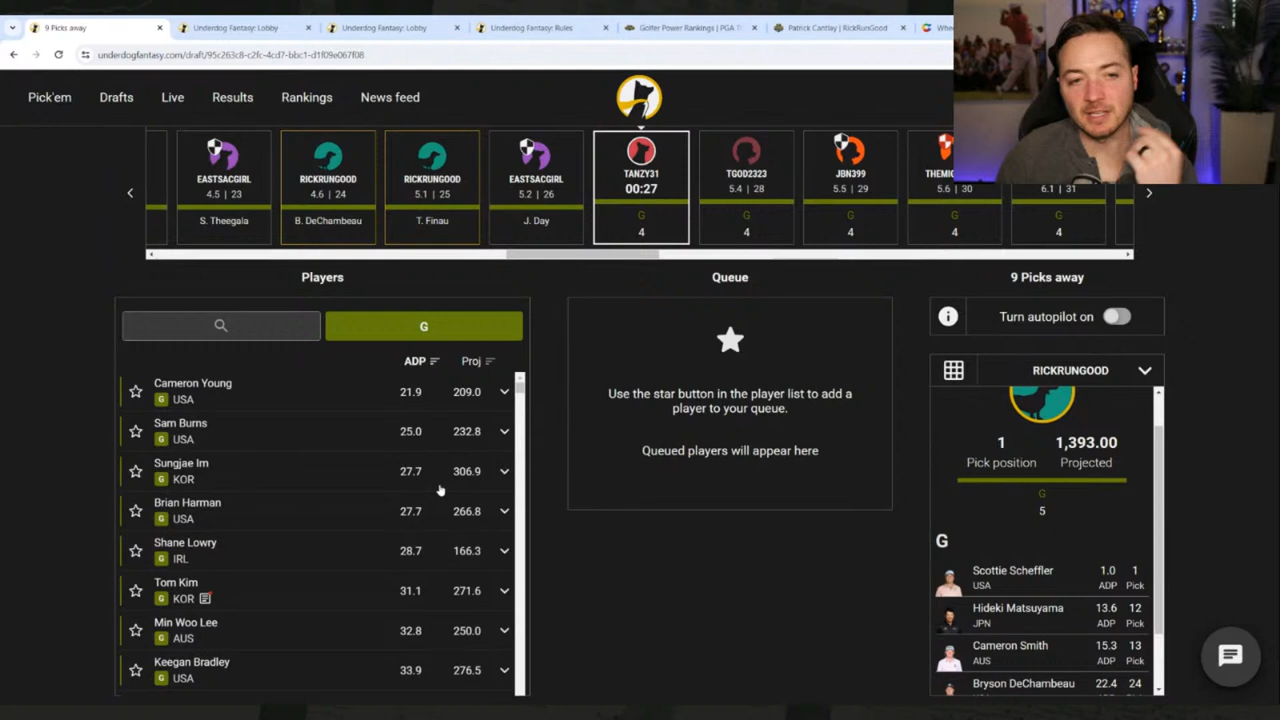 9 Picks away
Underdog Fantasy: Lobby
Underdog Fantasy: Lobby
Underdog Fantasy: Rules
Golfer Power Rankings | PGA T
Patrick Cantlay | RickRunGood
underdogfantasy.com/draft/95c263c8-c2fc-4cd7-bbc1-d1f09e067f08
Pick'em Drafts Live Results Rankings News feed
EASTSACGIRL
4.5 | 23
S. Theegala
RICKRUNGOOD
4.6 | 24
B. DeChambeau
RICKRUNGOOD
5.1 | 25
T. Finau
EASTSACGIRL
5.2 | 26
J. Day
TANZY31
00:27
G
4
TGOD2323
5.4 | 28
G
4
JBN399
5.5 | 29
G
4
5.6 | 30
G
4
6.1 | 31
G
4
Players
G
ADP Proj
Cameron Young
G USA
21.9 209.0
Sam Burns
G USA
25.0 232.8
Sungjae Im
G KOR
27.7 306.9
Brian Harman
G USA
27.7 266.8
Shane Lowry
G IRL
28.7 166.3
Tom Kim
G KOR
31.1 271.6
Min Woo Lee
G AUS
32.8 250.0
Keegan Bradley
G USA
33.9 276.5
Queue
Use the star button in the player list to add a
player to your queue.
Queued players will appear here
9 Picks away
Turn autopilot on
RICKRUNGOOD
1 1,393.00
Pick position Projected
G
5
G
Scottie Scheffler 1.0 1
USA ADP Pick
Hideki Matsuyama 13.6 12
JPN ADP Pick
Cameron Smith 15.3 13
AUS ADP Pick
Bryson DeChambeau 22.4 24